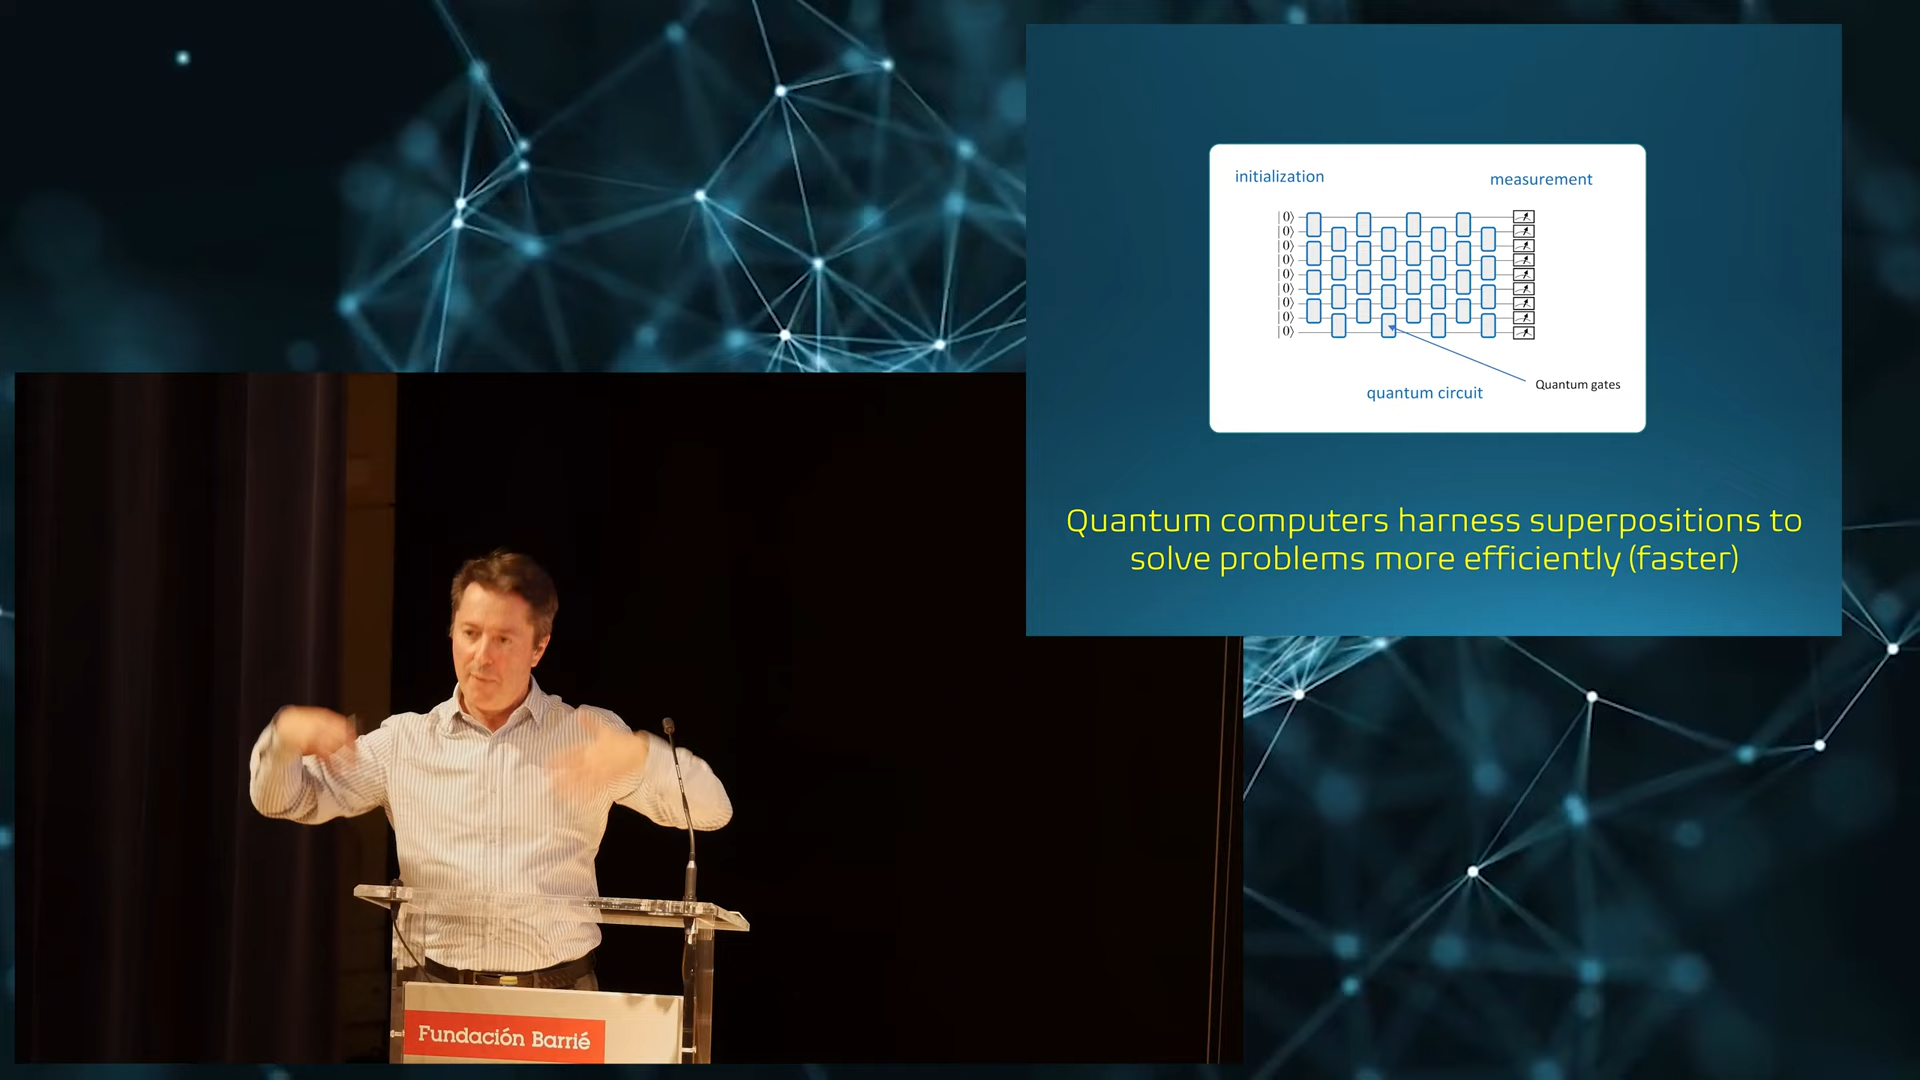 initialization
measurement
|0⟩
|0⟩
|0⟩
|0⟩
|0⟩
|0⟩
|0⟩
|0⟩
|0⟩
Quantum gates
quantum circuit
Quantum computers harness superpositions to
solve problems more efficiently (faster)
Fundación Barrié